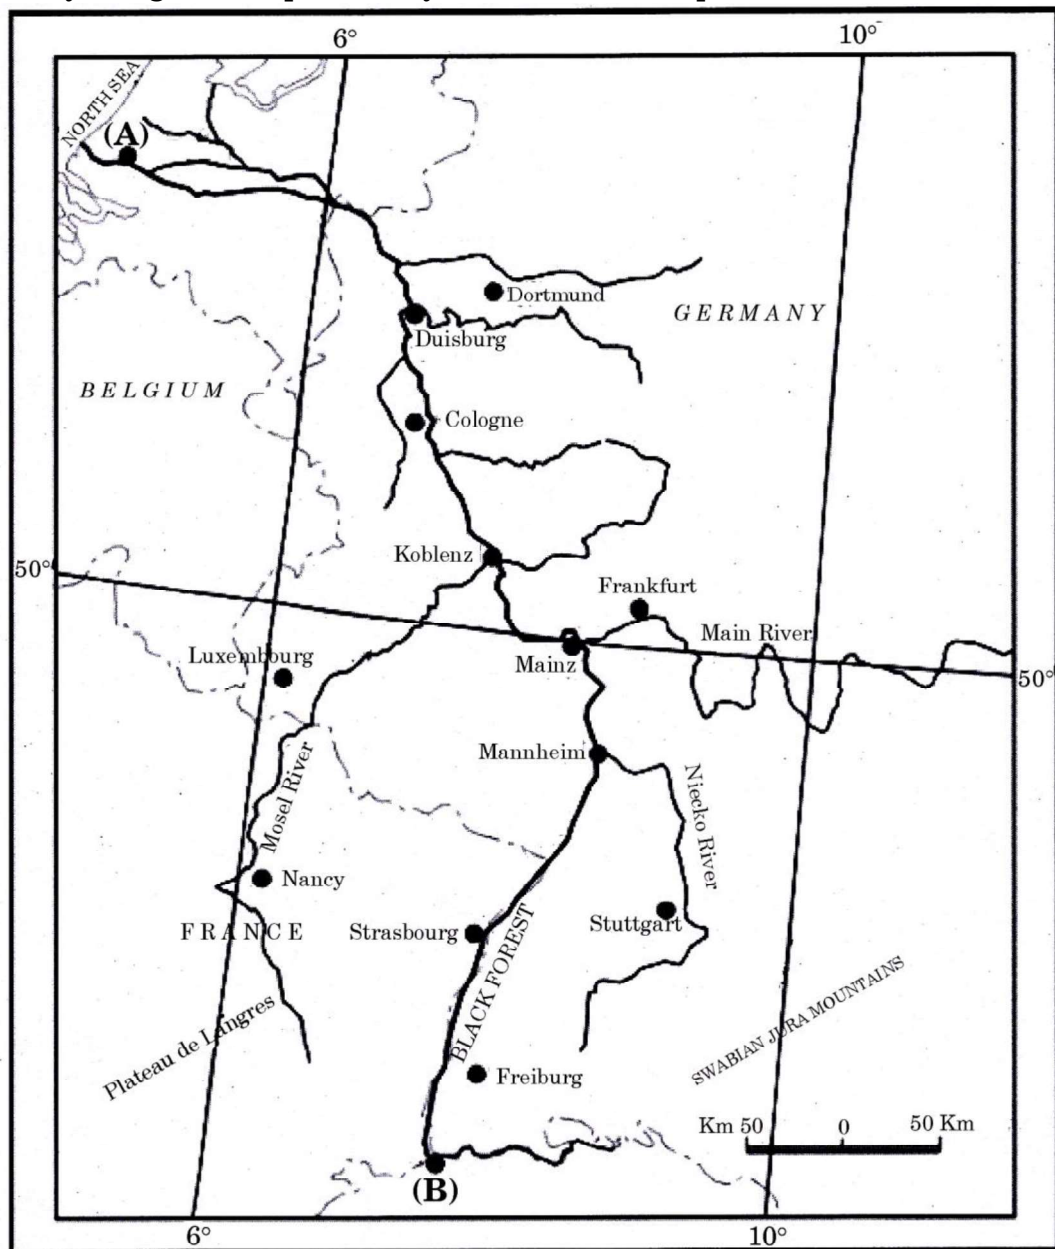 6°
10°
NORTH SEA
(A)
Dortmund
GERMANY
Duisburg
BELGIUM
Cologne
Koblenz
50°
Frankfurt
Main River
Luxembourg
Mainz
50°
Mannheim
Mosel River
Niecko River
Nancy
FRANCE
Strasbourg
Stuttgart
BLACK FOREST
Plateau de Langres
SWABIAN JURA MOUNTAINS
Freiburg
Km 50 0 50 Km
(B)
6°
10°